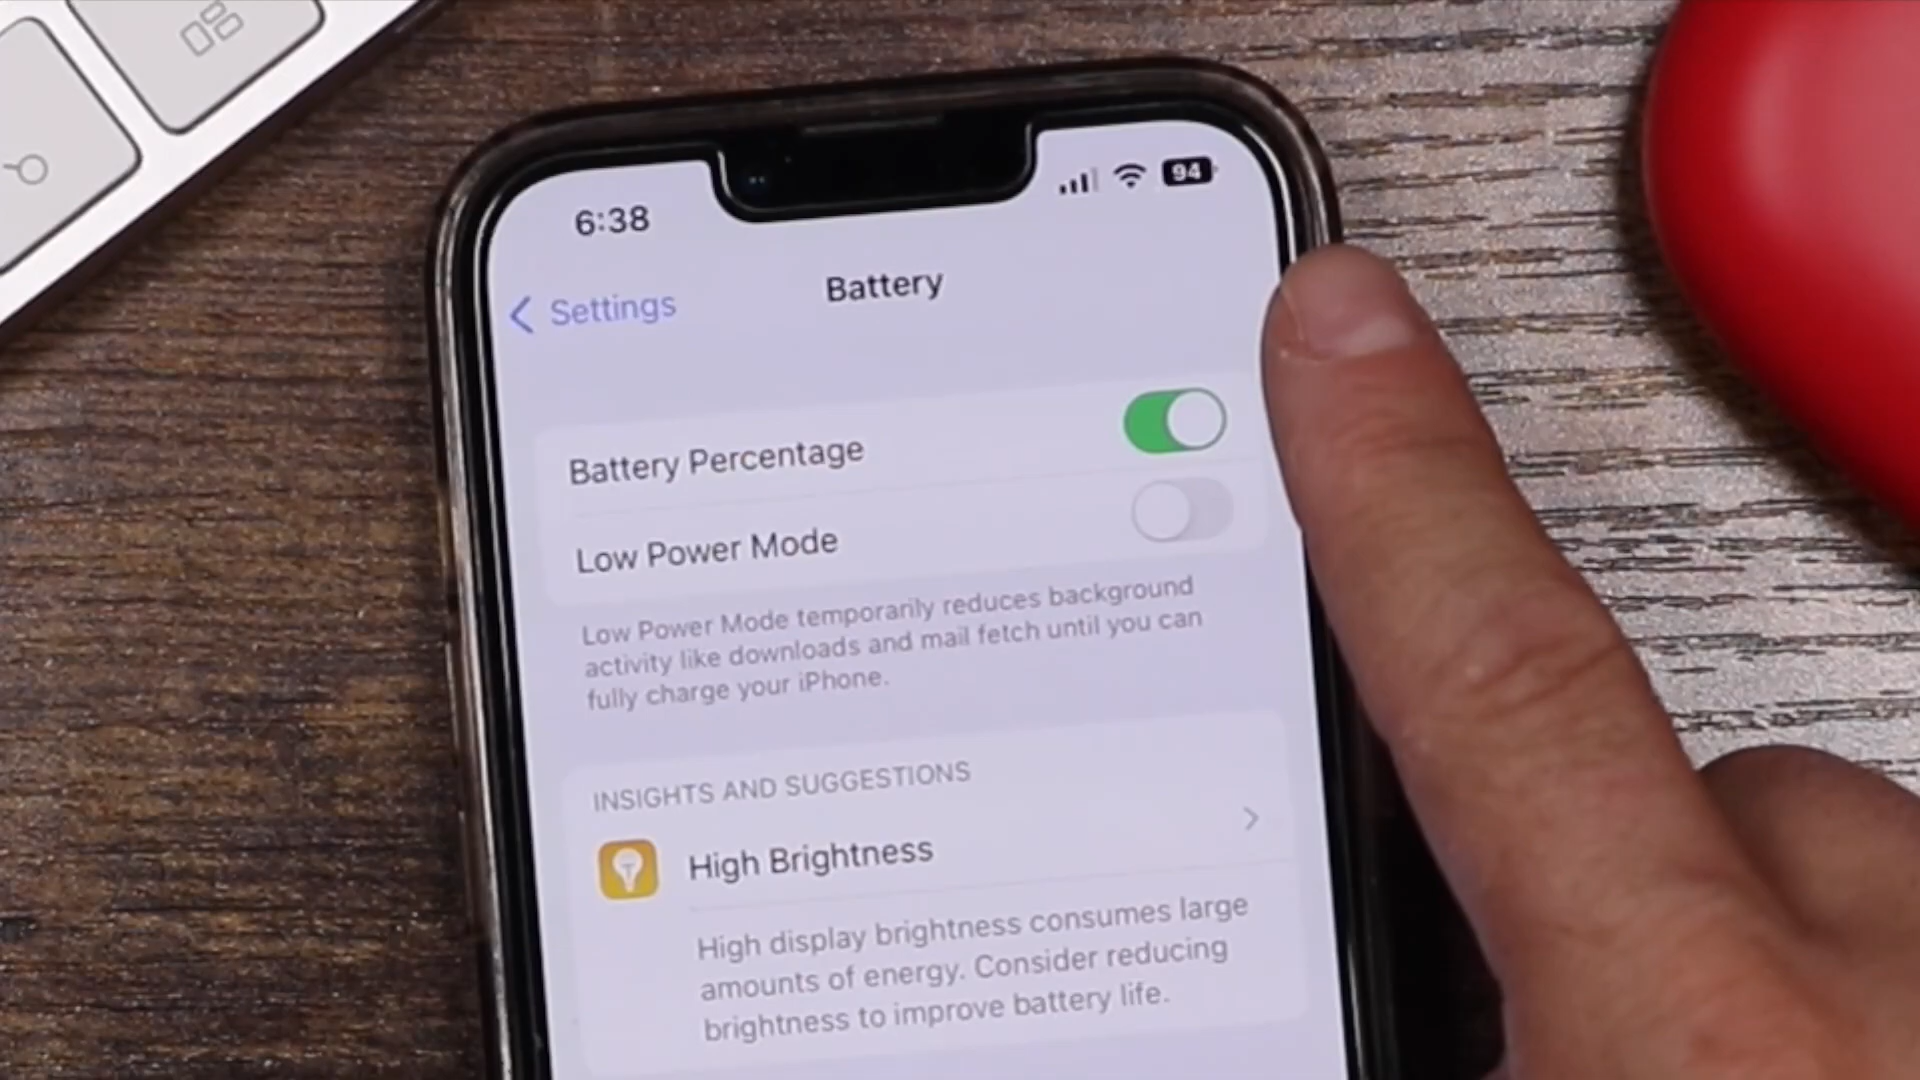 6:38
94
Settings
Battery
Battery Percentage
Low Power Mode
Low Power Mode temporarily reduces background
activity like downloads and mail fetch until you can
fully charge your iPhone.
INSIGHTS AND SUGGESTIONS
High Brightness
High display brightness consumes large
amounts of energy. Consider reducing
brightness to improve battery life.